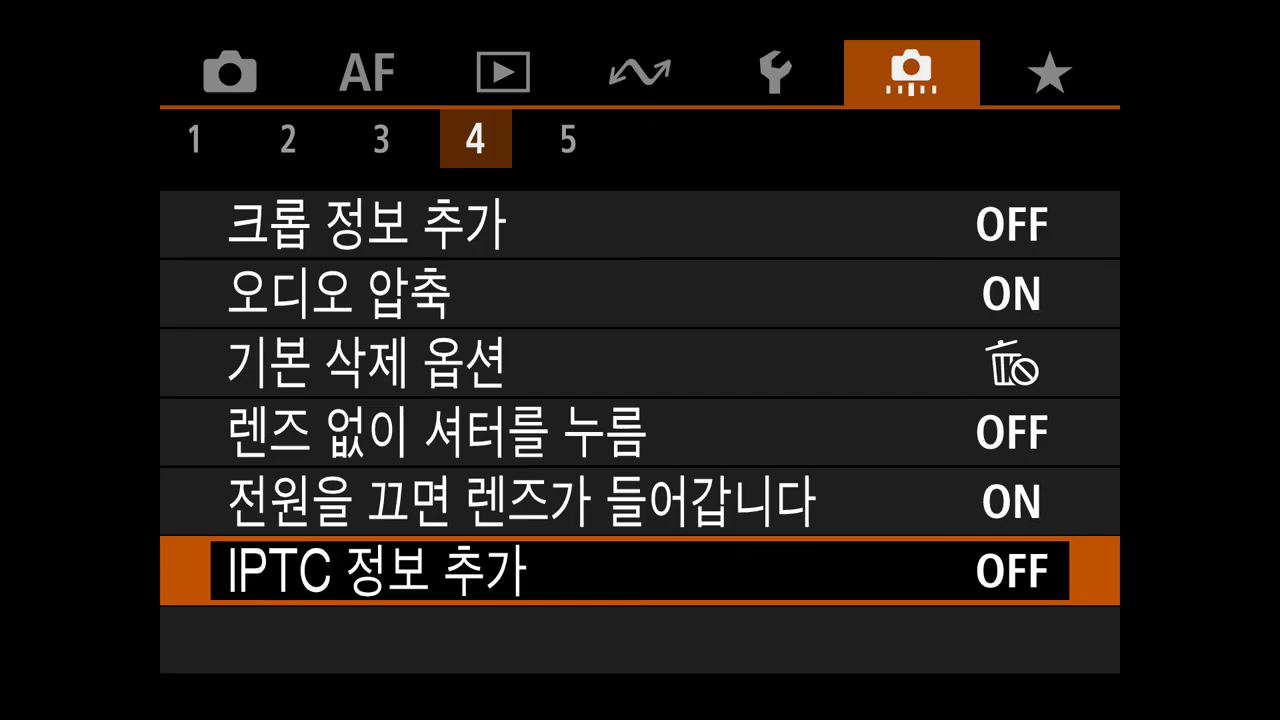 AF
1 2 3 4 5
크롭 정보 추가 OFF
오디오 압축 ON
기본 삭제 옵션
렌즈 없이 셔터를 누름 OFF
전원을 끄면 렌즈가 들어갑니다 ON
IPTC 정보 추가 OFF